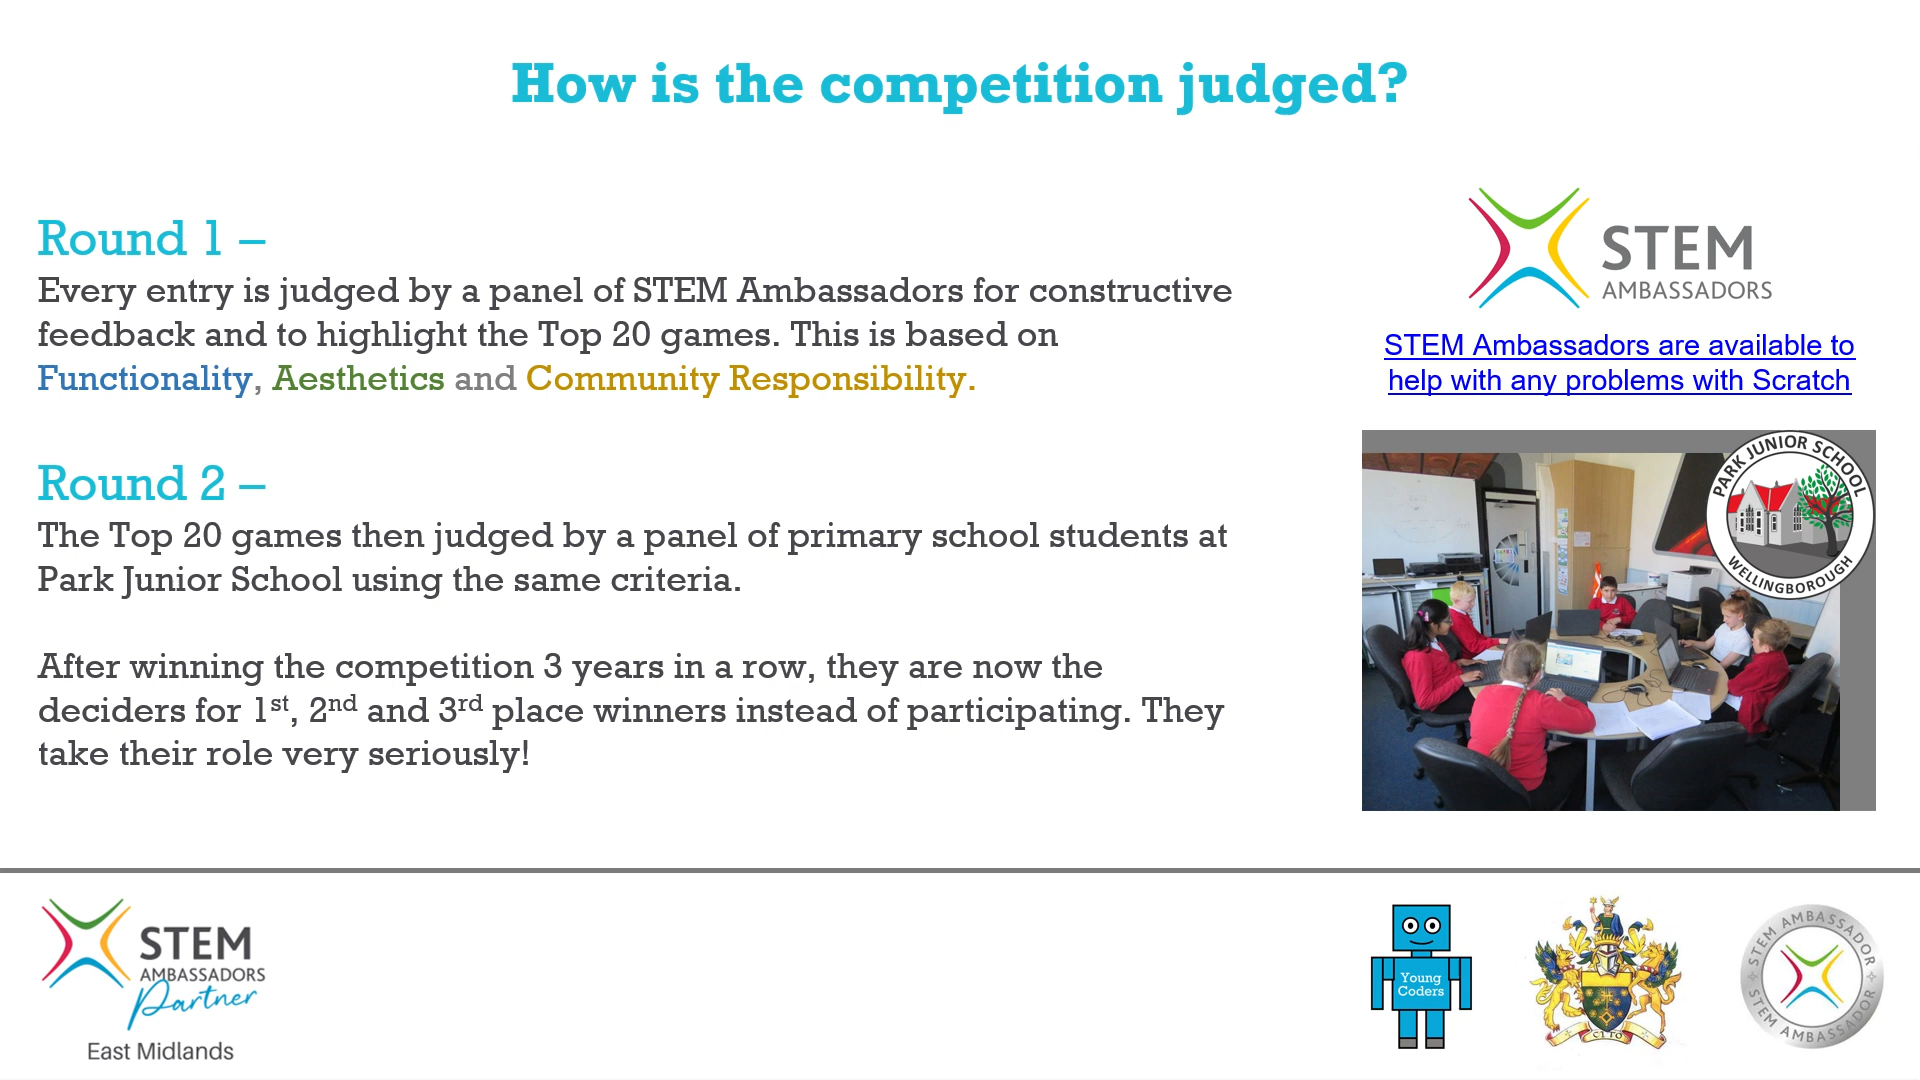 How is the competition judged?
Round 1 –
Every entry is judged by a panel of STEM Ambassadors for constructive
feedback and to highlight the Top 20 games. This is based on
Functionality, Aesthetics and Community Responsibility.
Round 2 –
The Top 20 games then judged by a panel of primary school students at
Park Junior School using the same criteria.
After winning the competition 3 years in a row, they are now the
deciders for 1st, 2nd and 3rd place winners instead of participating. They
take their role very seriously!
STEM
AMBASSADORS
STEM Ambassadors are available to
help with any problems with Scratch
PARK JUNIOR SCHOOL
WELLINGBOROUGH
STEM
AMBASSADORS
Partner
East Midlands
Young
Coders
CITO
STEM AMBASSADOR
STEM AMBASSADOR